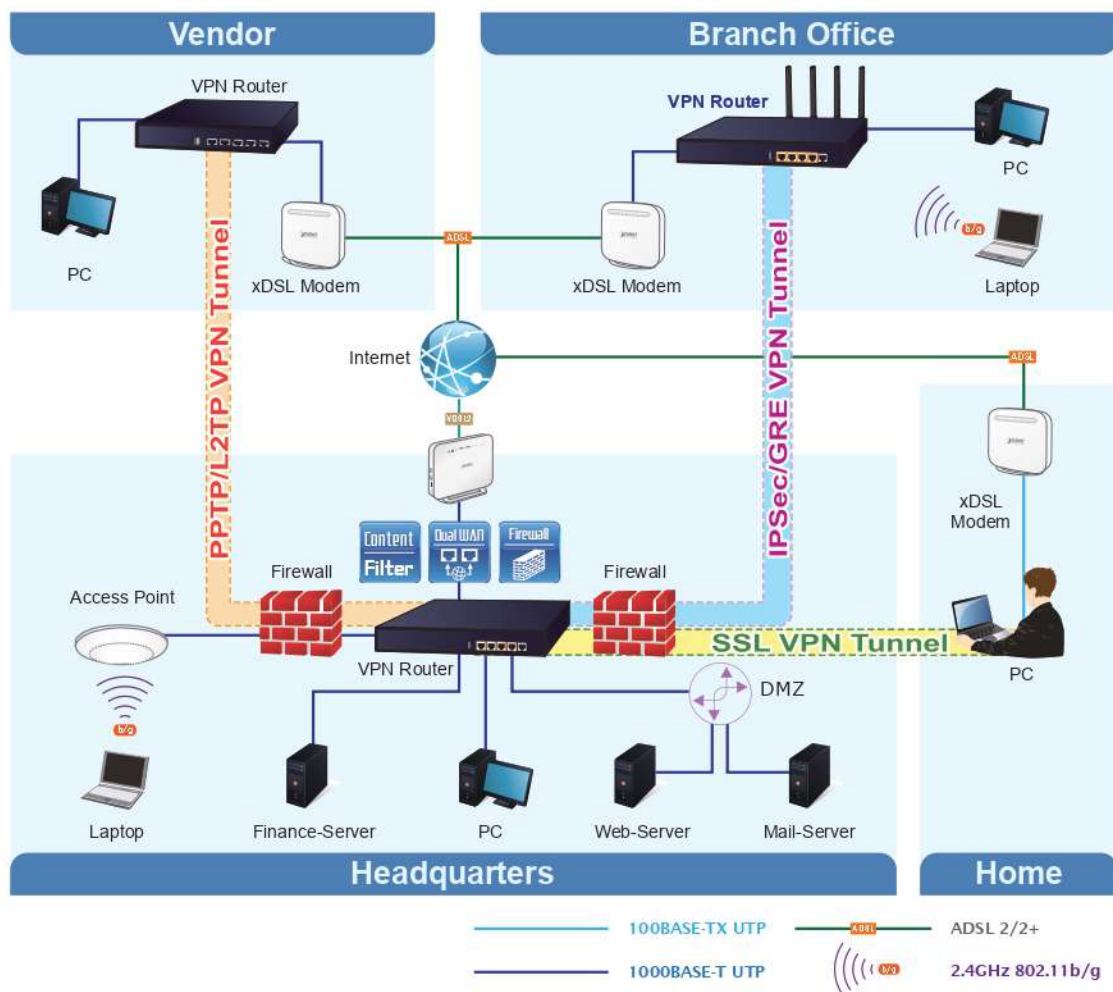 Vendor
Branch Office
VPN Router
PC
xDSL Modem
PPTP/L2TP VPN Tunnel
VPN Router
PC
b/g
Laptop
xDSL Modem
ADSL
IPSec/GRE VPN Tunnel
Internet
ADSL
VDSL2
xDSL
Modem
Content
Filter
Dual WAN
Firewall
Firewall
Firewall
Access Point
VPN Router
SSL VPN Tunnel
PC
DMZ
b/g
Laptop
Finance-Server
PC
Web-Server
Mail-Server
Headquarters
Home
100BASE-TX UTP
ADSL
ADSL 2/2+
1000BASE-T UTP
b/g
2.4GHz 802.11b/g